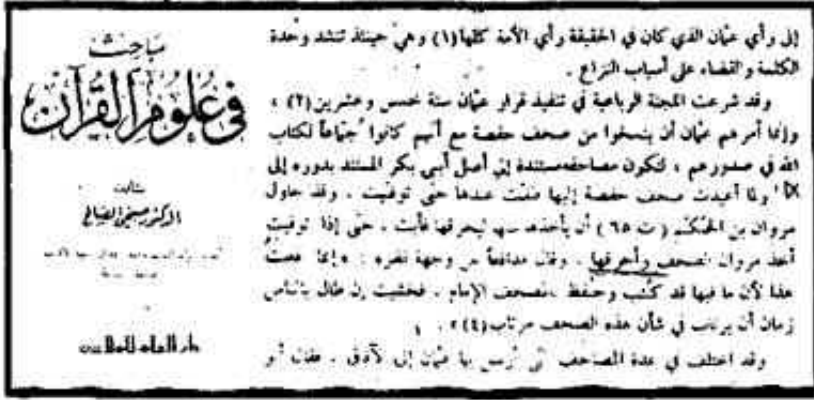 إلى رأي عثمان الذي كان في الحقيقة رأي الأمة كلها(١) وهي حينئذ تنشد وحدة
الكلمة والقضاء على أسباب النزاع .
وقد شرعت اللجنة الرباعية في تنفيذ قرار عثمان سنة خمس وعشرين(٢) ،
وإنما أمرهم عثمان أن ينسخوا من صحف حفصة مع أنهم كانوا جماعاً لكتاب
الله في صدورهم ، لتكون مصاحفه مستندة إلى أصل أبي بكر المستند بدوره إلى
ولما أعيدت صحف حفصة إليها ظلت عندها حتى توفيت . وقد حاول
مروان بن الحكم ( ت ٦٥ ) أن يأخذها منها ليحرقها فأبت ، حتى إذا توفيت
أخذ مروان الصحف وأحرقها . وقال مدافعاً عن وجهة نظره : « إنما فعلت
هذا لأن ما فيها قد كتب وحفظ بالمصحف الإمام ، فخشيت إن طال بالناس
زمان أن يرتاب في شأن هذه الصحف مرتاب(٤) » .
وقد اختلف في عدة المصاحف التي أرسل بها عثمان إلى الآفاق . فقال أبو
مباحث
في علوم القرآن
تأليف
الدكتور صبحي الصالح
دار العلم للملايين